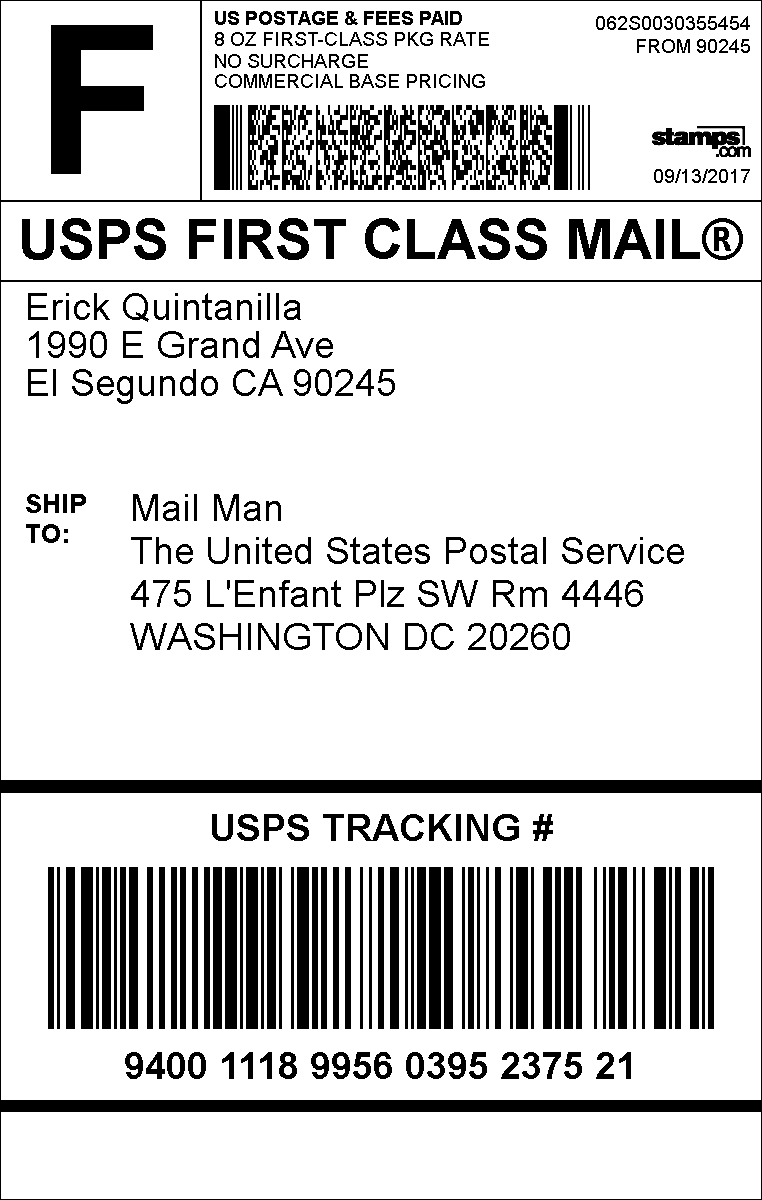 F
US POSTAGE & FEES PAID
8 OZ FIRST-CLASS PKG RATE
NO SURCHARGE
COMMERCIAL BASE PRICING
062S0030355454
FROM 90245
stamps
.com
09/13/2017
USPS FIRST CLASS MAIL®
Erick Quintanilla
1990 E Grand Ave
El Segundo CA 90245
SHIP
TO:
Mail Man
The United States Postal Service
475 L'Enfant Plz SW Rm 4446
WASHINGTON DC 20260
USPS TRACKING #
9400 1118 9956 0395 2375 21